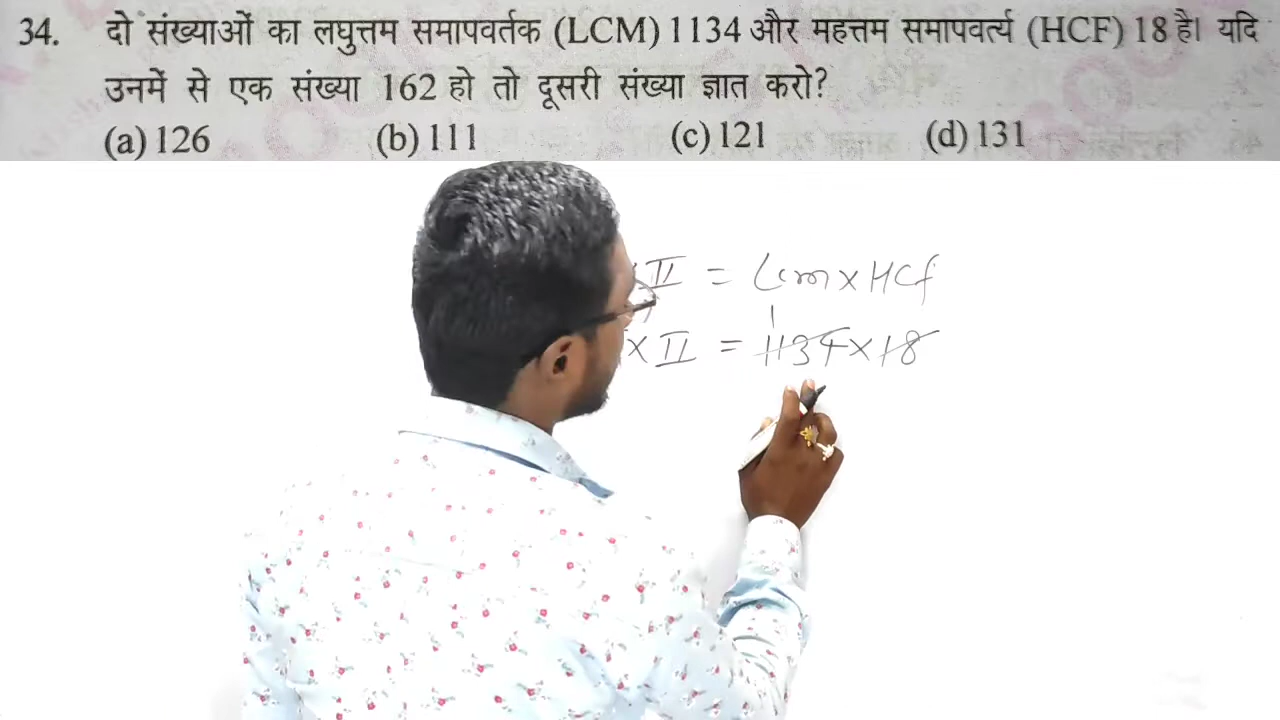 34. दो संख्याओं का लघुत्तम समापवर्तक (LCM) 1134 और महत्तम समापवर्त्य (HCF) 18 है। यदि
उनमें से एक संख्या 162 हो तो दूसरी संख्या ज्ञात करो?
(a) 126 (b) 111 (c) 121 (d) 131
II = Lcm x HCf
1
x II = 1134 x 18